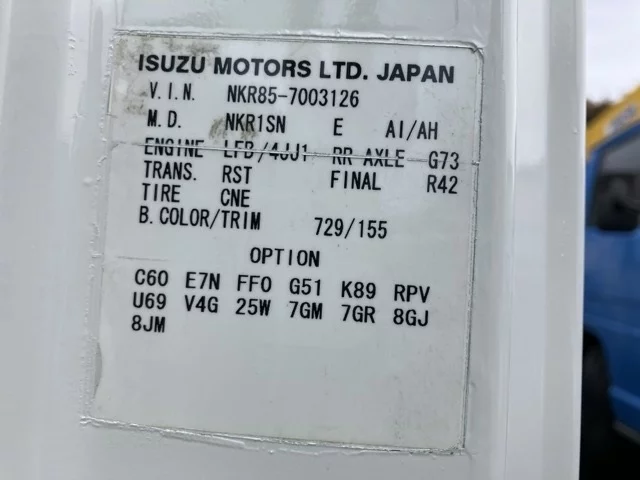 ISUZU MOTORS LTD. JAPAN
V.I.N. NKR85-7003126
M.D. NKR1SN E AI/AH
ENGINE LFD/4JJ1 RR AXLE G73
TRANS. RST FINAL R42
TIRE CNE
B.COLOR/TRIM 729/155
OPTION
C60 E7N FF0 G51 K89 RPV
U69 V4G 25W 7GM 7GR 8GJ
8JM